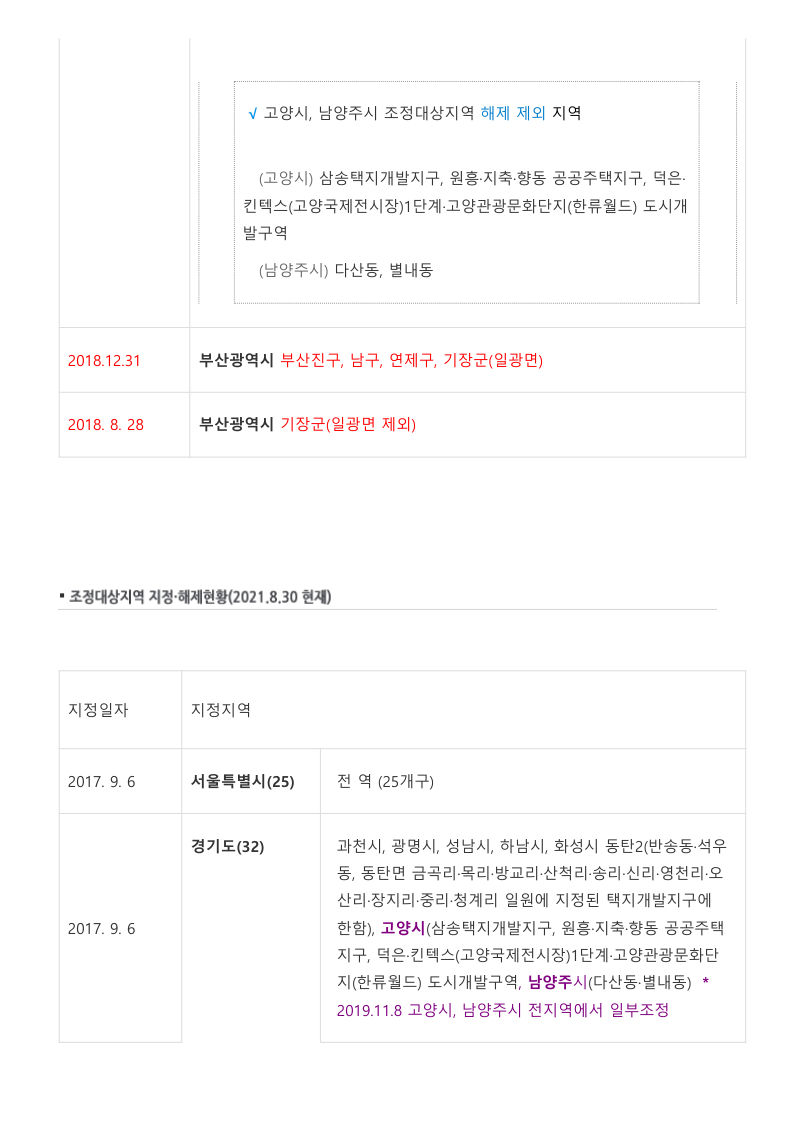 √ 고양시, 남양주시 조정대상지역 해제 제외 지역
(고양시) 삼송택지개발지구, 원흥·지축·향동 공공주택지구, 덕은·
킨텍스(고양국제전시장)1단계·고양관광문화단지(한류월드) 도시개
발구역
(남양주시) 다산동, 별내동
2018.12.31 부산광역시 부산진구, 남구, 연제구, 기장군(일광면)
2018. 8. 28 부산광역시 기장군(일광면 제외)
▪ 조정대상지역 지정·해제현황(2021.8.30 현재)
지정일자 지정지역
2017. 9. 6 서울특별시(25) 전 역 (25개구)
경기도(32) 과천시, 광명시, 성남시, 하남시, 화성시 동탄2(반송동·석우
동, 동탄면 금곡리·목리·방교리·산척리·송리·신리·영천리·오
산리·장지리·중리·청계리 일원에 지정된 택지개발지구에
2017. 9. 6 한함), 고양시(삼송택지개발지구, 원흥·지축·향동 공공주택
지구, 덕은·킨텍스(고양국제전시장)1단계·고양관광문화단
지(한류월드) 도시개발구역, 남양주시(다산동·별내동) *
2019.11.8 고양시, 남양주시 전지역에서 일부조정